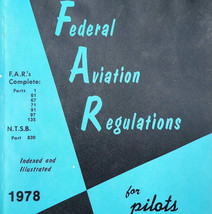 Federal
Aviation
Regulations
F.A.R.'s
Complete:
Parts 1
61
67
71
91
97
135
N.T.S.B.
Part 830
Indexed and
Illustrated
1978
for
pilots